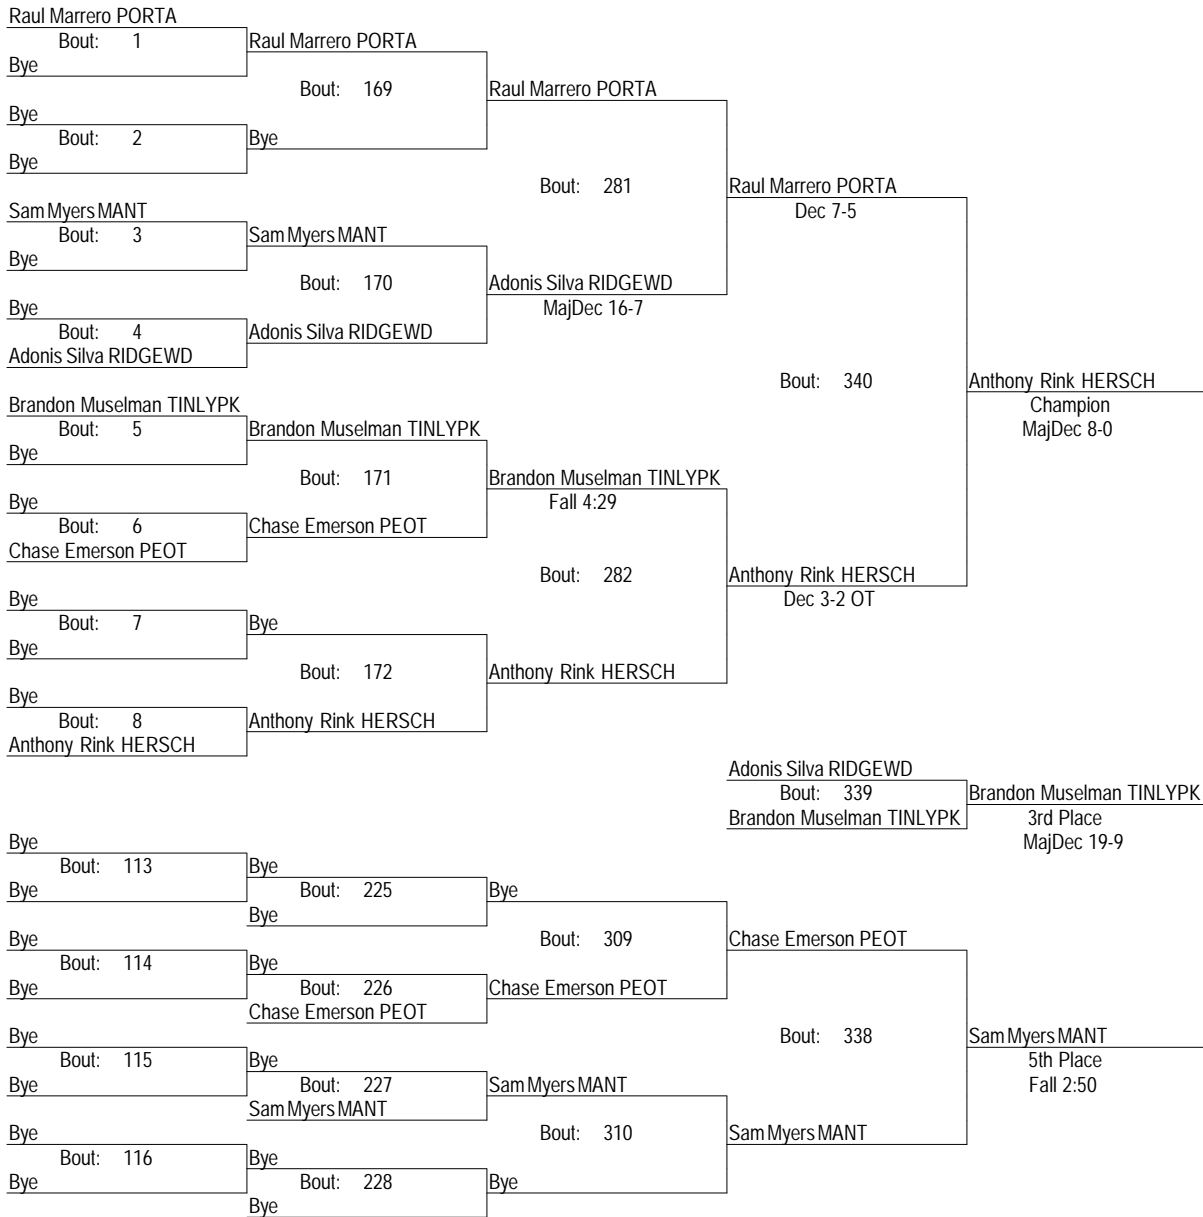 Raul Marrero PORTA
Bout: 1
Raul Marrero PORTA
Bye
Bout: 169
Raul Marrero PORTA
Bye
Bout: 2
Bye
Bye
Bout: 281
Raul Marrero PORTA
Dec 7-5
Sam Myers MANT
Bout: 3
Sam Myers MANT
Bye
Bout: 170
Adonis Silva RIDGEWD
MajDec 16-7
Bye
Bout: 4
Adonis Silva RIDGEWD
Adonis Silva RIDGEWD
Bout: 340
Anthony Rink HERSCH
Champion
MajDec 8-0
Brandon Muselman TINLYPK
Bout: 5
Brandon Muselman TINLYPK
Bye
Bout: 171
Brandon Muselman TINLYPK
Fall 4:29
Bye
Bout: 6
Chase Emerson PEOT
Chase Emerson PEOT
Bout: 282
Anthony Rink HERSCH
Dec 3-2 OT
Bye
Bout: 7
Bye
Bye
Bout: 172
Anthony Rink HERSCH
Bye
Bout: 8
Anthony Rink HERSCH
Anthony Rink HERSCH
Adonis Silva RIDGEWD
Bout: 339
Brandon Muselman TINLYPK
Brandon Muselman TINLYPK
3rd Place
MajDec 19-9
Bye
Bout: 113
Bye
Bye
Bout: 225
Bye
Bye
Bye
Bout: 309
Chase Emerson PEOT
Bout: 114
Bye
Bye
Bout: 226
Chase Emerson PEOT
Chase Emerson PEOT
Bye
Bout: 338
Sam Myers MANT
5th Place
Fall 2:50
Bout: 115
Bye
Bye
Bout: 227
Sam Myers MANT
Sam Myers MANT
Bye
Bout: 310
Sam Myers MANT
Bout: 116
Bye
Bye
Bout: 228
Bye
Bye